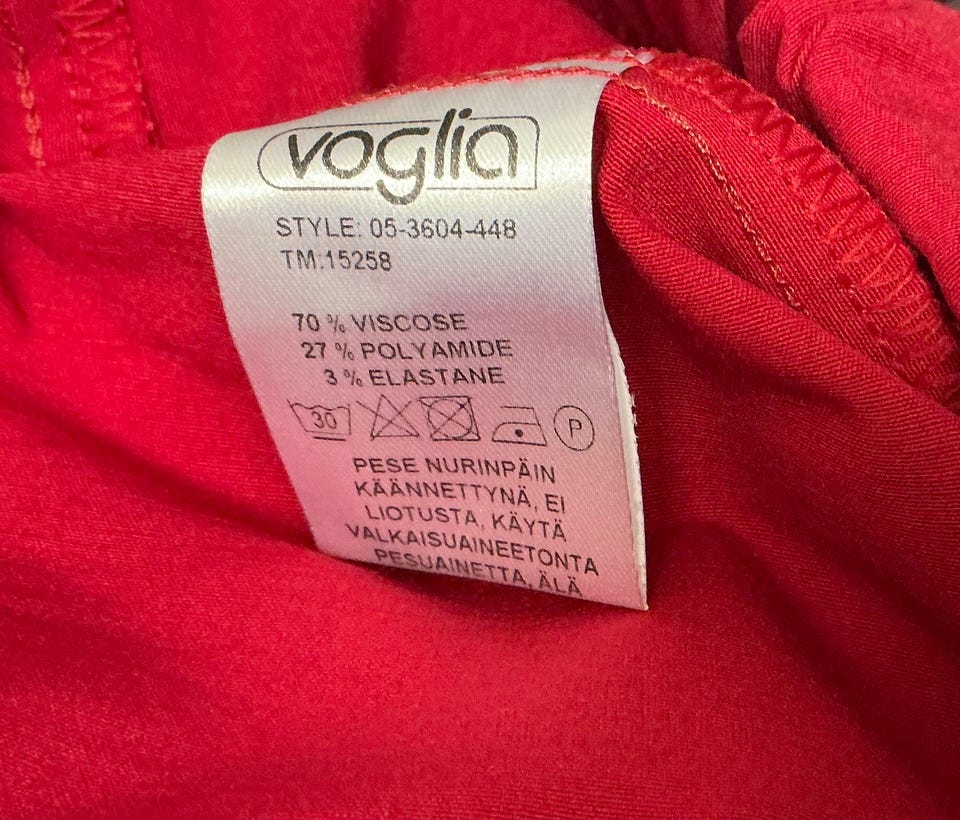 voglia
STYLE: 05-3604-448
TM:15258
70 % VISCOSE
27 % POLYAMIDE
3 % ELASTANE
30 P
PESE NURINPÄIN
KÄÄNNETTYNÄ, EI
LIOTUSTA, KÄYTÄ
VALKAISUAINEETONTA
PESUAINETTA, ÄLÄ